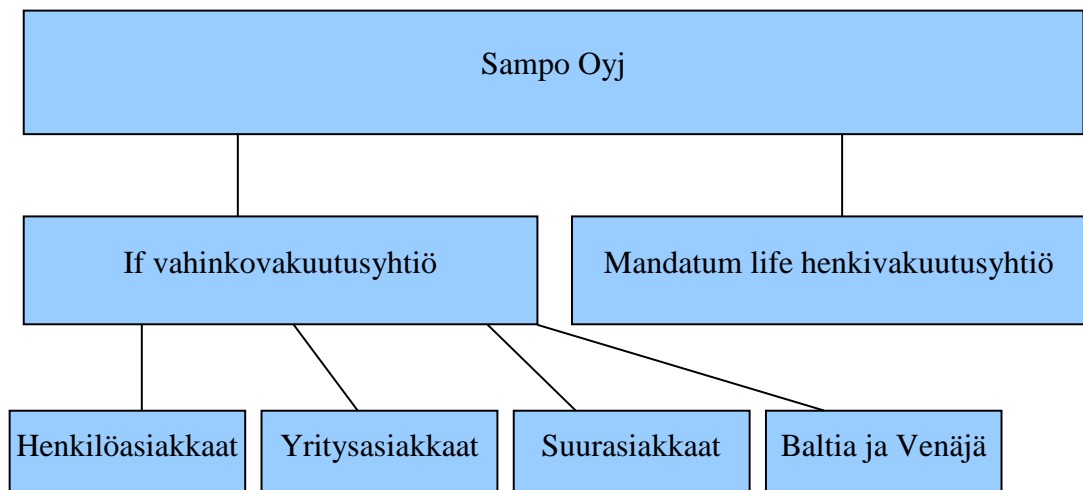 Sampo Oyj
If vahinkovakuutusyhtiö
Mandatum life henkivakuutusyhtiö
Henkilöasiakkaat
Yritysasiakkaat
Suurasiakkaat
Baltia ja Venäjä